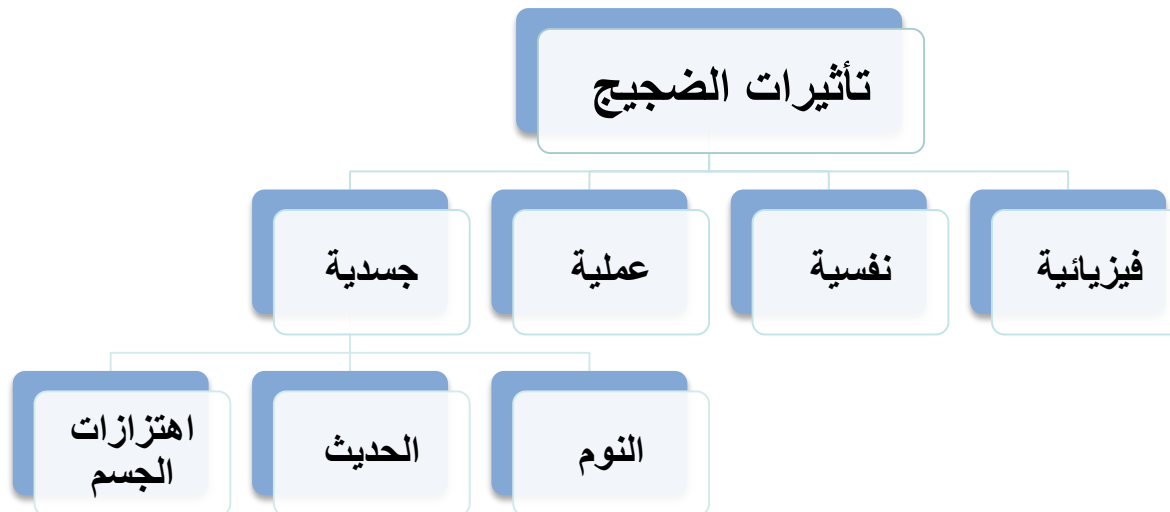 تأثيرات الضجيج
فيزيائية
نفسية
عملية
جسدية
النوم
الحديث
اهتزازات
الجسم